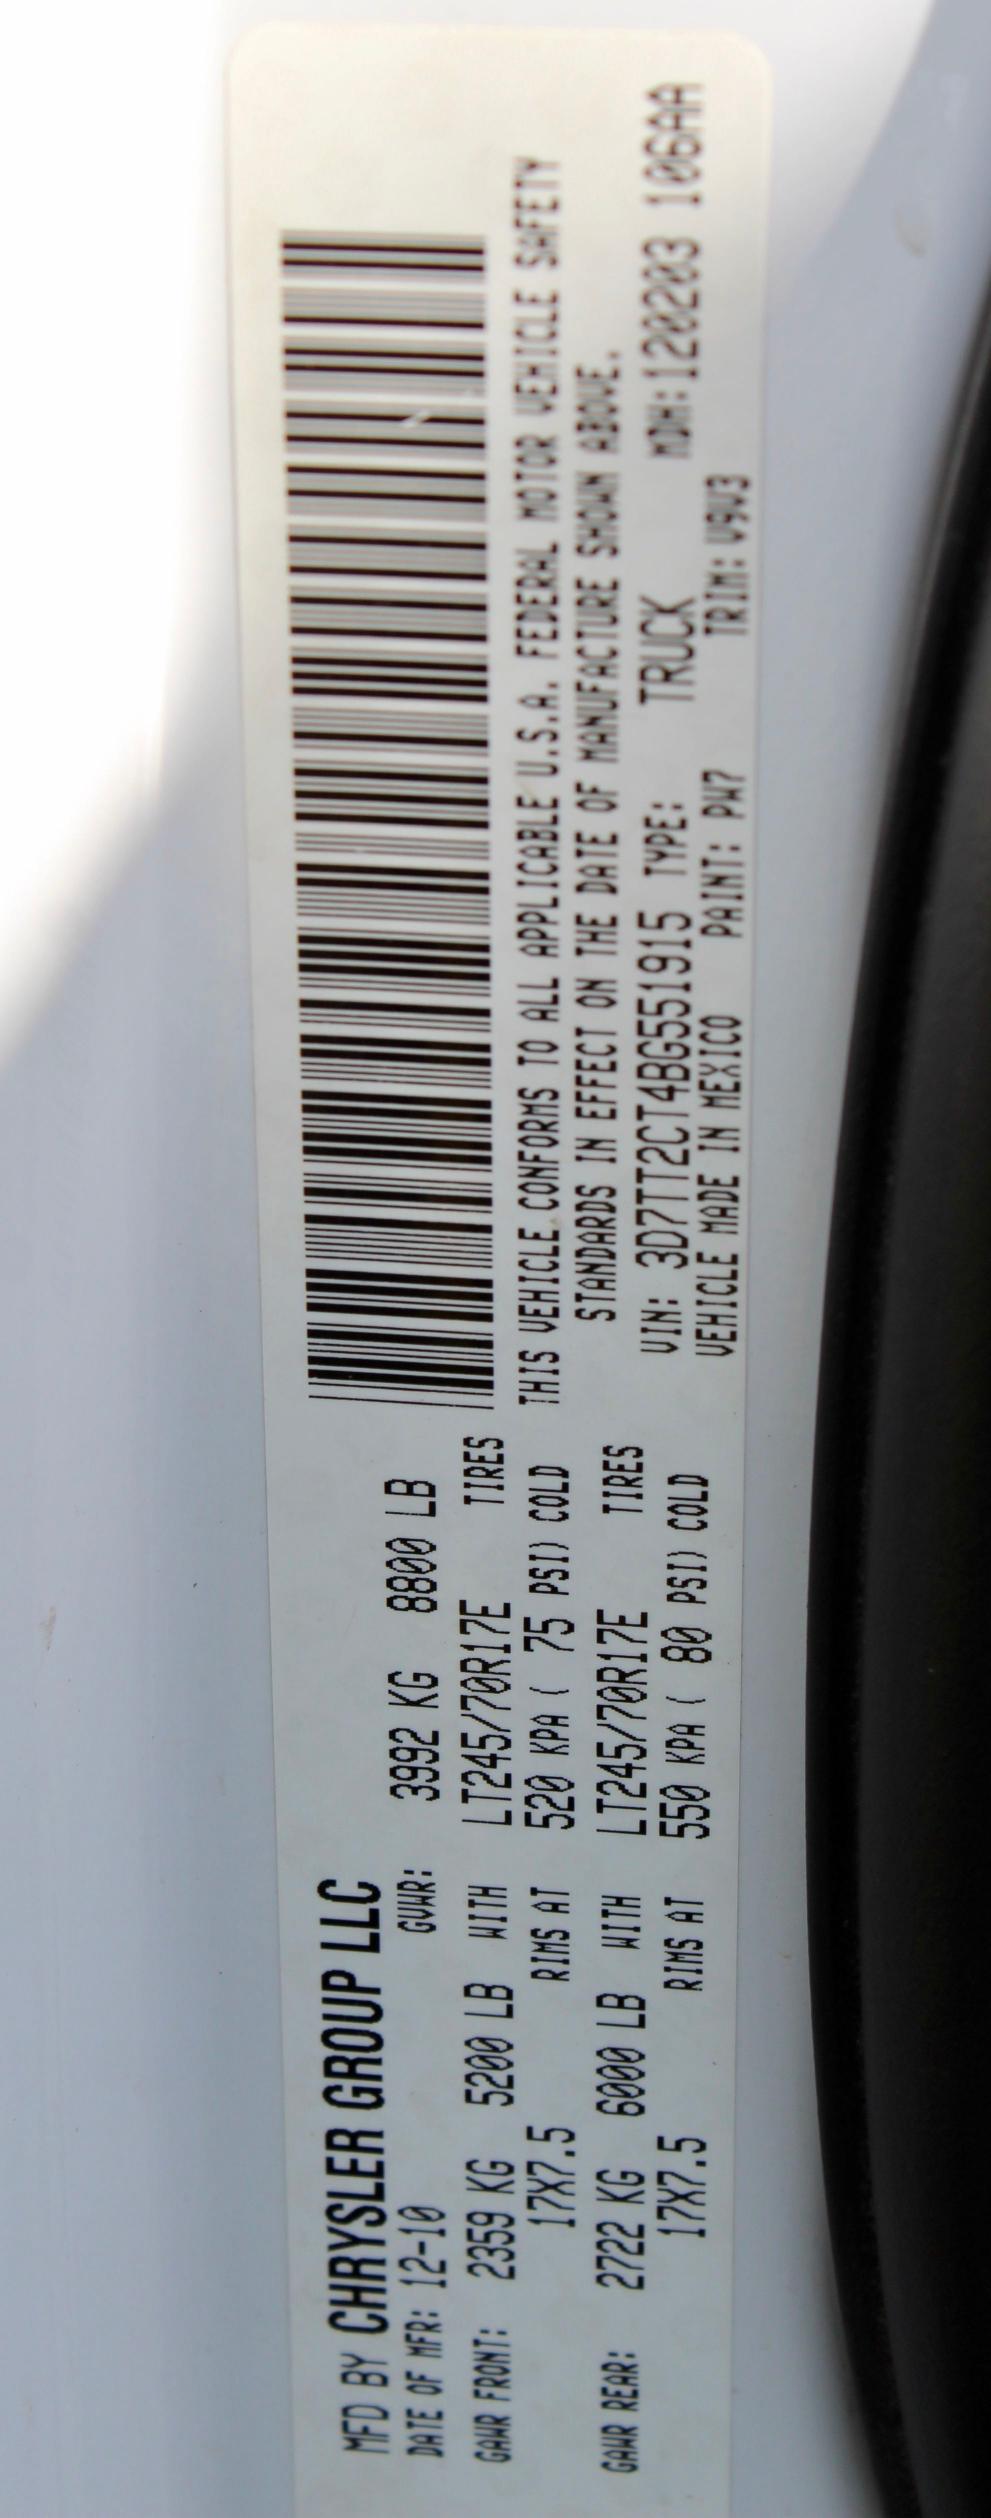 MFD BY CHRYSLER GROUP LLC
DATE OF MFR: 12-10 GVWR: 3992 KG 8800 LB
GAWR FRONT: 2359 KG 5200 LB WITH LT245/70R17E TIRES
17X7.5 RIMS AT 520 KPA ( 75 PSI) COLD
GAWR REAR: 2722 KG 6000 LB WITH LT245/70R17E TIRES
17X7.5 RIMS AT 550 KPA ( 80 PSI) COLD
THIS VEHICLE CONFORMS TO ALL APPLICABLE U.S.A. FEDERAL MOTOR VEHICLE SAFETY
STANDARDS IN EFFECT ON THE DATE OF MANUFACTURE SHOWN ABOVE.
VIN: 3D7TT2CT4BG551915 TYPE: TRUCK MDH:120203 106AA
VEHICLE MADE IN MEXICO PAINT: PW7 TRIM: V9V3